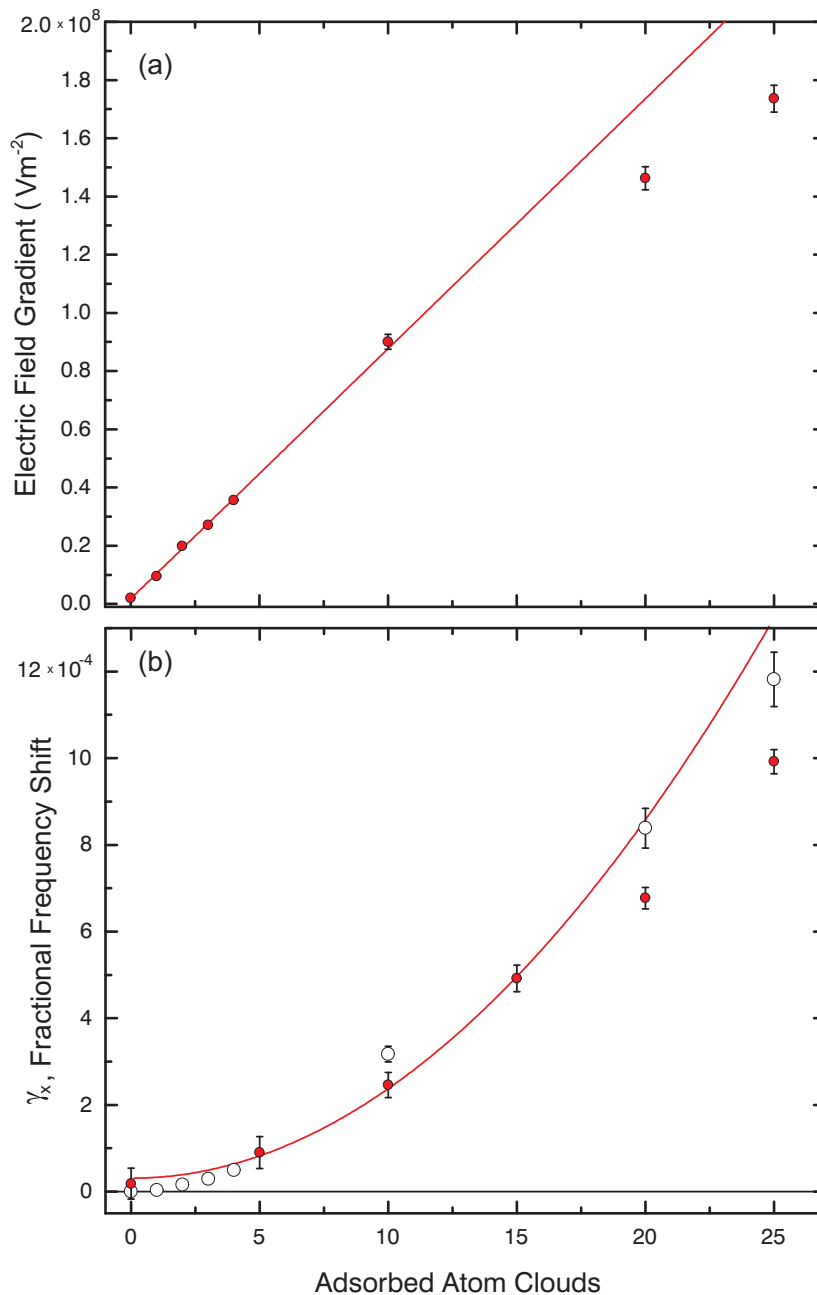 (a)
2.0 × 10⁸
1.8
1.6
1.4
1.2
1.0
0.8
0.6
0.4
0.2
0.0
Electric Field Gradient ( Vm⁻²)
(b)
12 × 10⁻⁴
10
8
6
4
2
0
γₓ, Fractional Frequency Shift
0 5 10 15 20 25
Adsorbed Atom Clouds